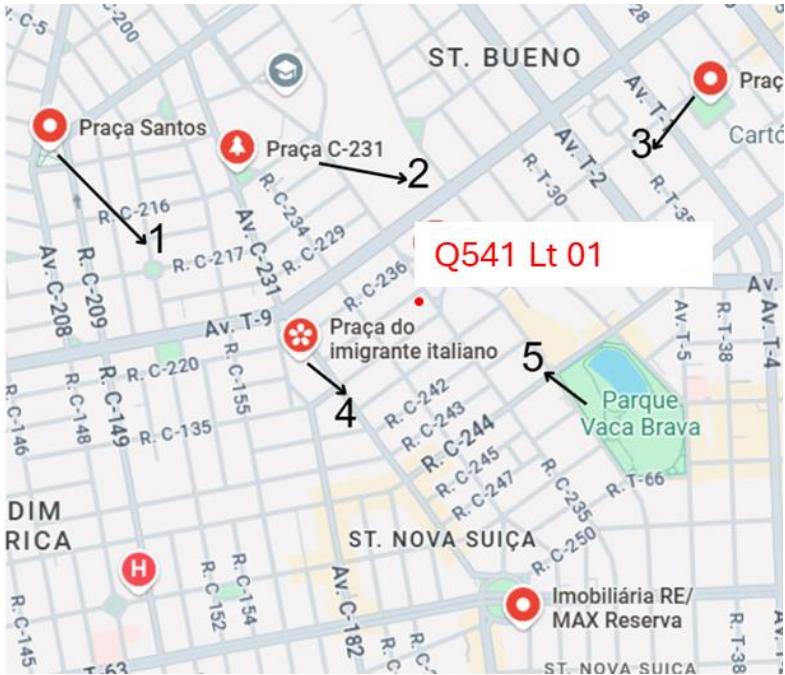 . C-5
C-200
ST. BUENO
Praç
Av. T-
Cartó
Praça Santos
Praça C-231
2
3
Av. T-2
R. T-30
R. T-35
R. C-216
1
R. C-234
R. C-229
R. C-217
Av. C-231
Q541 Lt 01
R. C-236
Av. C-208
R. C-209
Av. T-9
Praça do
imigrante italiano
Av.
Av. T-5
R. T-38
Av. T-4
R. C-220
R. C-155
5
4
Parque
Vaca Brava
R. C-146
R. C-148
R. C-149
R. C-135
R. C-242
R. C-243
R. C-244
R. C-245
R. C-247
R. C-235
R. T-66
DIM
RICA
ST. NOVA SUIÇA
R. C-250
H
R. C-154
R. C-152
R. C-145
Av. C-182
Imobiliária RE/
MAX Reserva
R. T-38
Av. T
T-63
R. C-
R. C
ST. NOVA SUIÇA